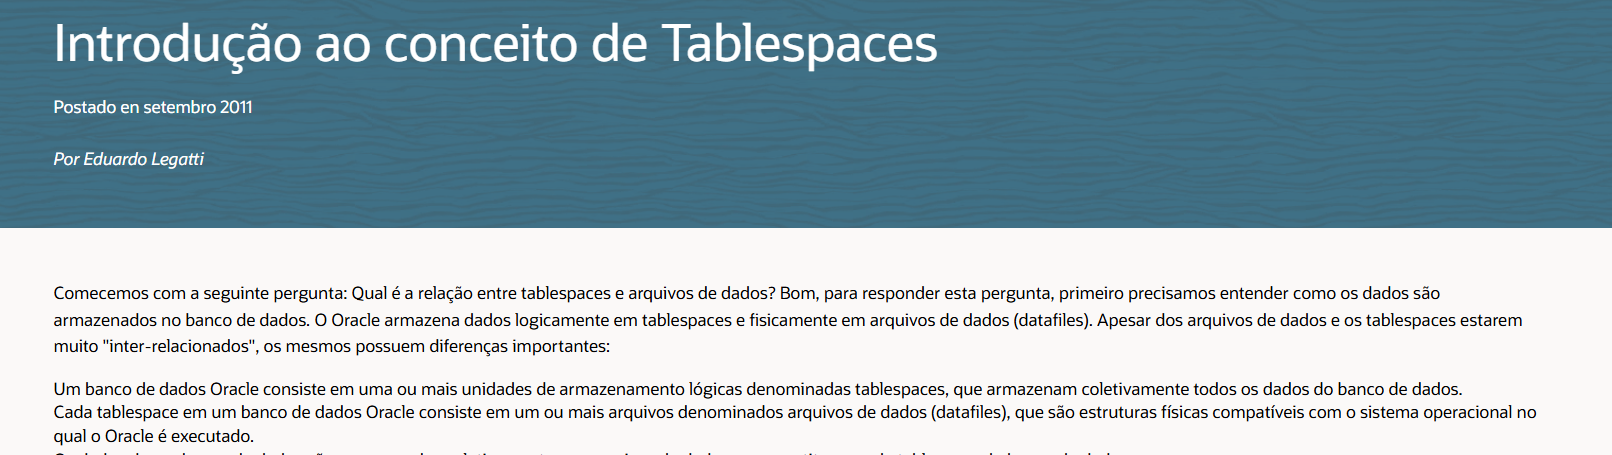 Introdução ao conceito de Tablespaces
Postado en setembro 2011
Por Eduardo Legatti
Comecemos com a seguinte pergunta: Qual é a relação entre tablespaces e arquivos de dados? Bom, para responder esta pergunta, primeiro precisamos entender como os dados são
armazenados no banco de dados. O Oracle armazena dados logicamente em tablespaces e fisicamente em arquivos de dados (datafiles). Apesar dos arquivos de dados e os tablespaces estarem
muito "inter-relacionados", os mesmos possuem diferenças importantes:
Um banco de dados Oracle consiste em uma ou mais unidades de armazenamento lógicas denominadas tablespaces, que armazenam coletivamente todos os dados do banco de dados.
Cada tablespace em um banco de dados Oracle consiste em um ou mais arquivos denominados arquivos de dados (datafiles), que são estruturas físicas compatíveis com o sistema operacional no
qual o Oracle é executado.